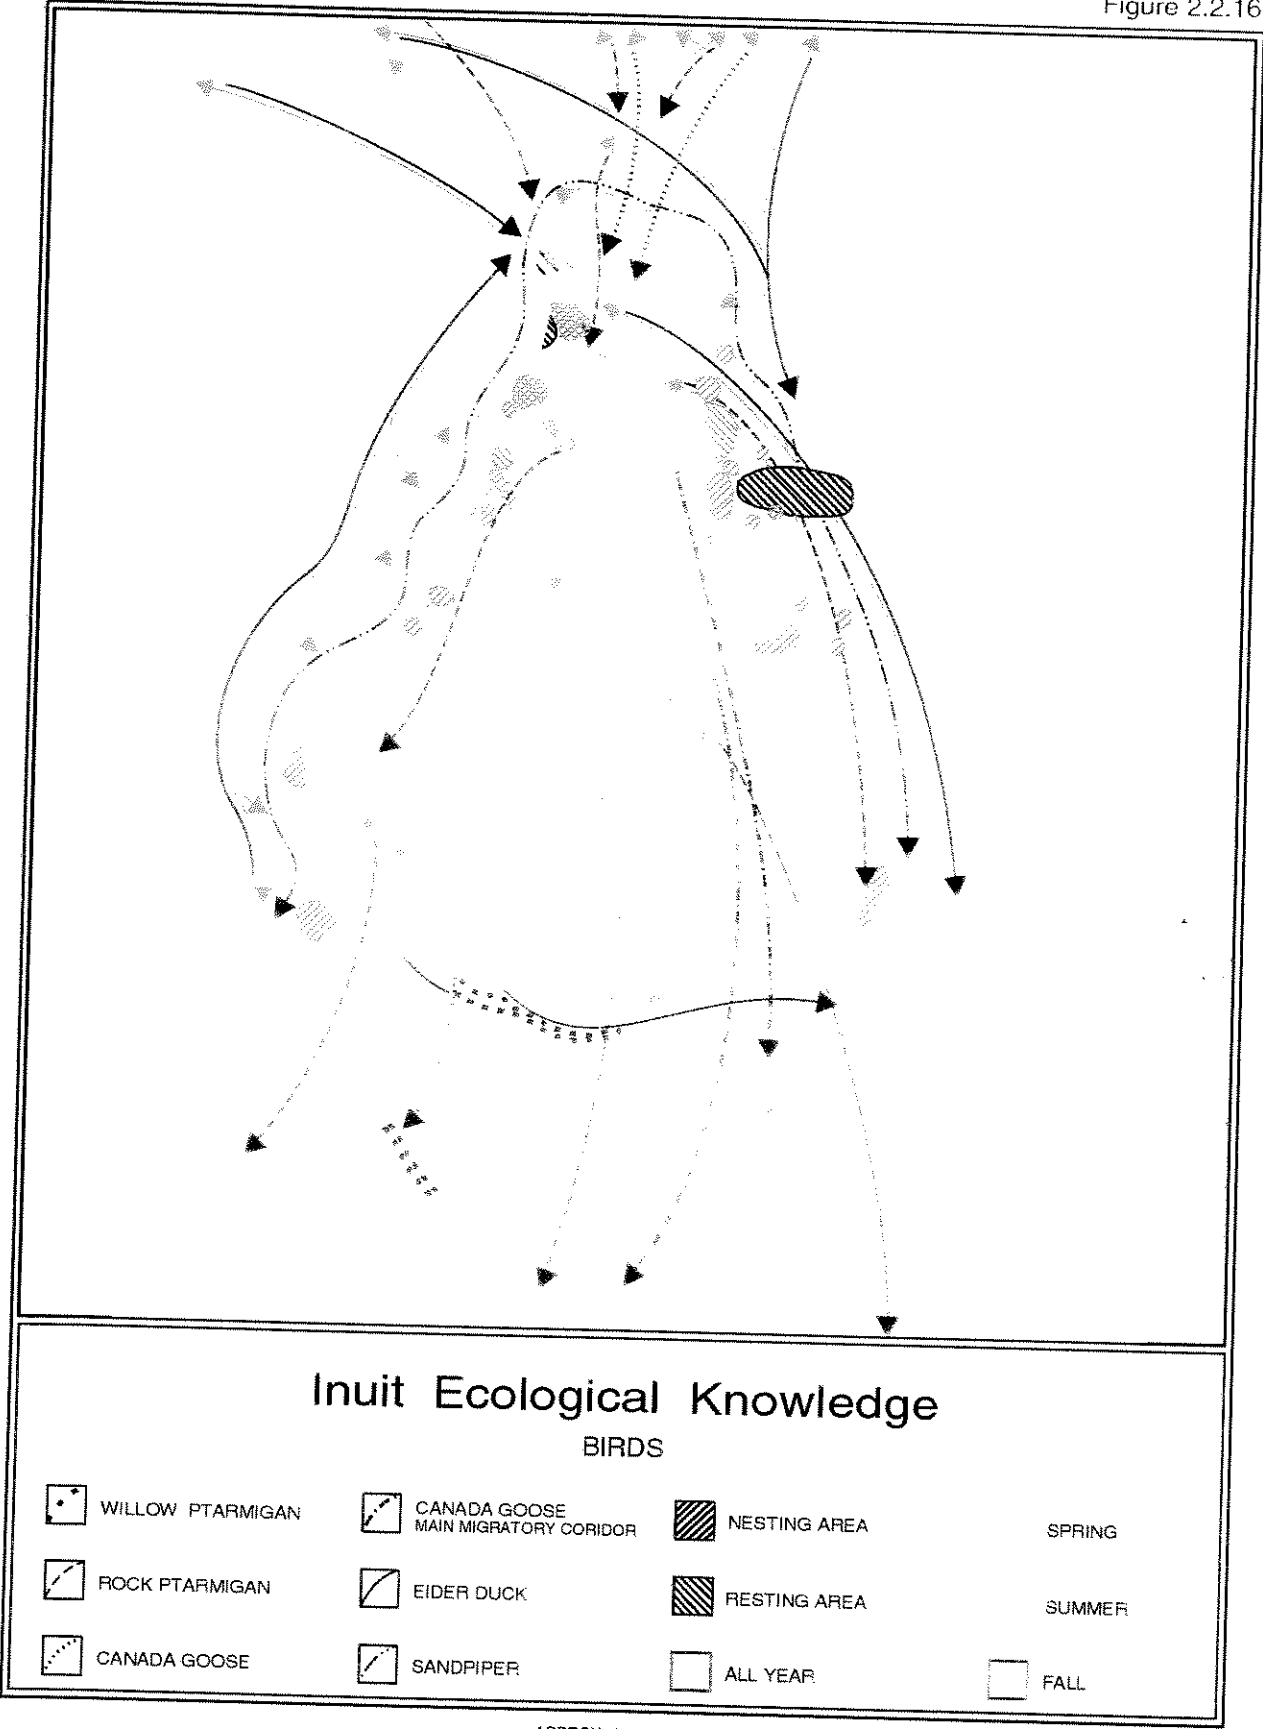 Figure 2.2.16
Inuit Ecological Knowledge
BIRDS
WILLOW PTARMIGAN
CANADA GOOSE
MAIN MIGRATORY CORIDOR
NESTING AREA
SPRING
ROCK PTARMIGAN
EIDER DUCK
RESTING AREA
SUMMER
CANADA GOOSE
SANDPIPER
ALL YEAR
FALL